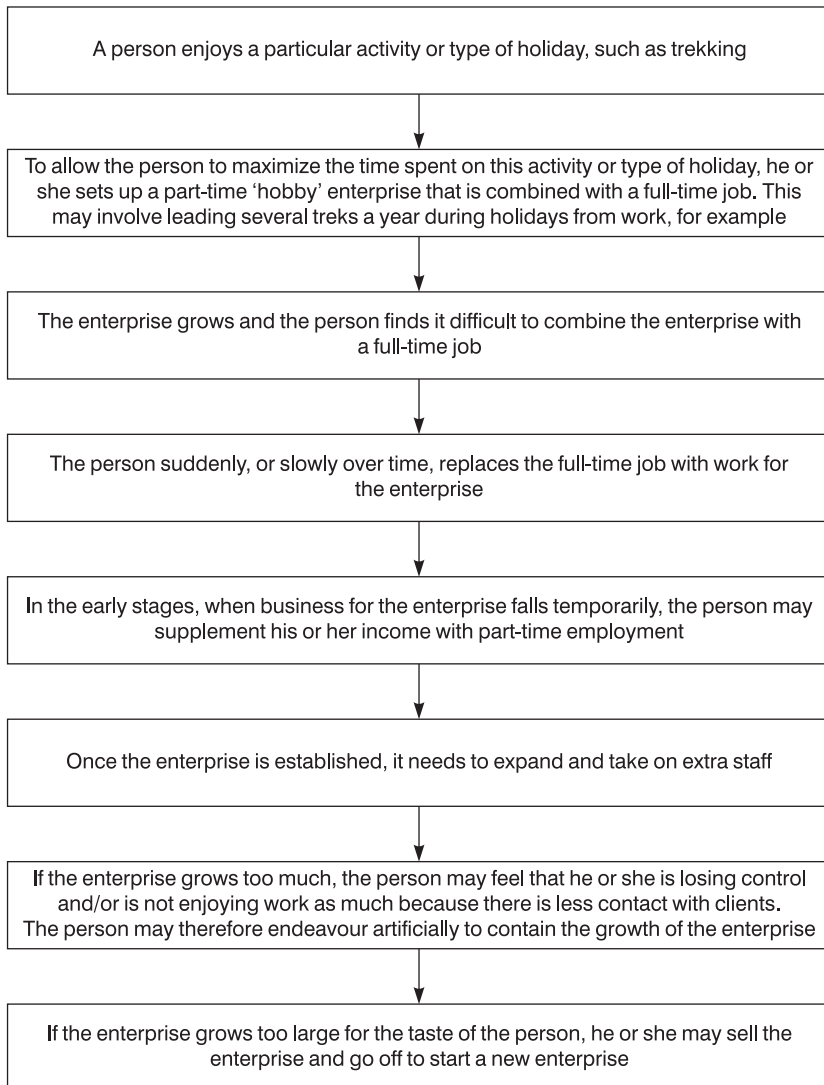 A person enjoys a particular activity or type of holiday, such as trekking
To allow the person to maximize the time spent on this activity or type of holiday, he or
she sets up a part-time ‘hobby’ enterprise that is combined with a full-time job. This
may involve leading several treks a year during holidays from work, for example
The enterprise grows and the person finds it difficult to combine the enterprise with
a full-time job
The person suddenly, or slowly over time, replaces the full-time job with work for
the enterprise
In the early stages, when business for the enterprise falls temporarily, the person may
supplement his or her income with part-time employment
Once the enterprise is established, it needs to expand and take on extra staff
If the enterprise grows too much, the person may feel that he or she is losing control
and/or is not enjoying work as much because there is less contact with clients.
The person may therefore endeavour artificially to contain the growth of the enterprise
If the enterprise grows too large for the taste of the person, he or she may sell the
enterprise and go off to start a new enterprise